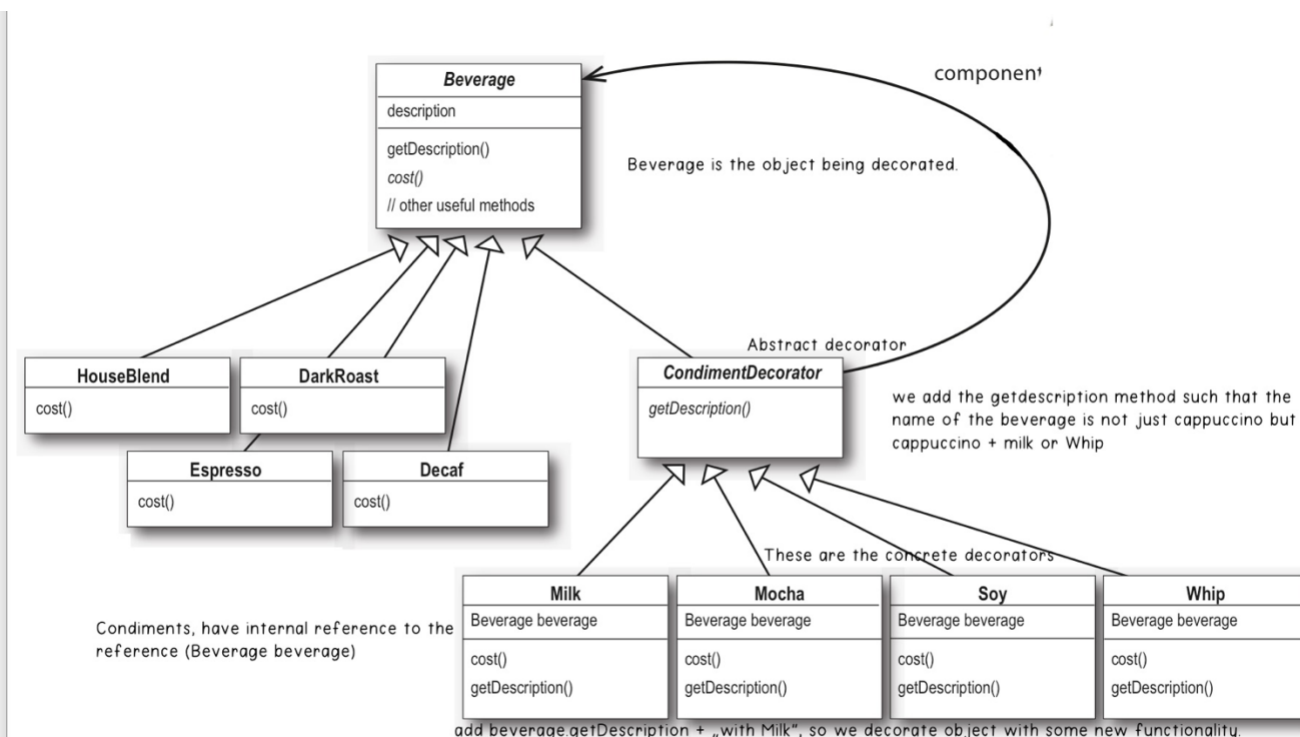 component
Beverage
description
getDescription()
cost()
// other useful methods
Beverage is the object being decorated.
Abstract decorator
HouseBlend
cost()
DarkRoast
cost()
CondimentDecorator
getDescription()
we add the getdescription method such that the
name of the beverage is not just cappuccino but
cappuccino + milk or Whip
Espresso
cost()
Decaf
cost()
These are the concrete decorators
Condiments, have internal reference to the
reference (Beverage beverage)
Milk
Beverage beverage
cost()
getDescription()
Mocha
Beverage beverage
cost()
getDescription()
Soy
Beverage beverage
cost()
getDescription()
Whip
Beverage beverage
cost()
getDescription()
add beverage.getDescription + „with Milk", so we decorate object with some new functionality.